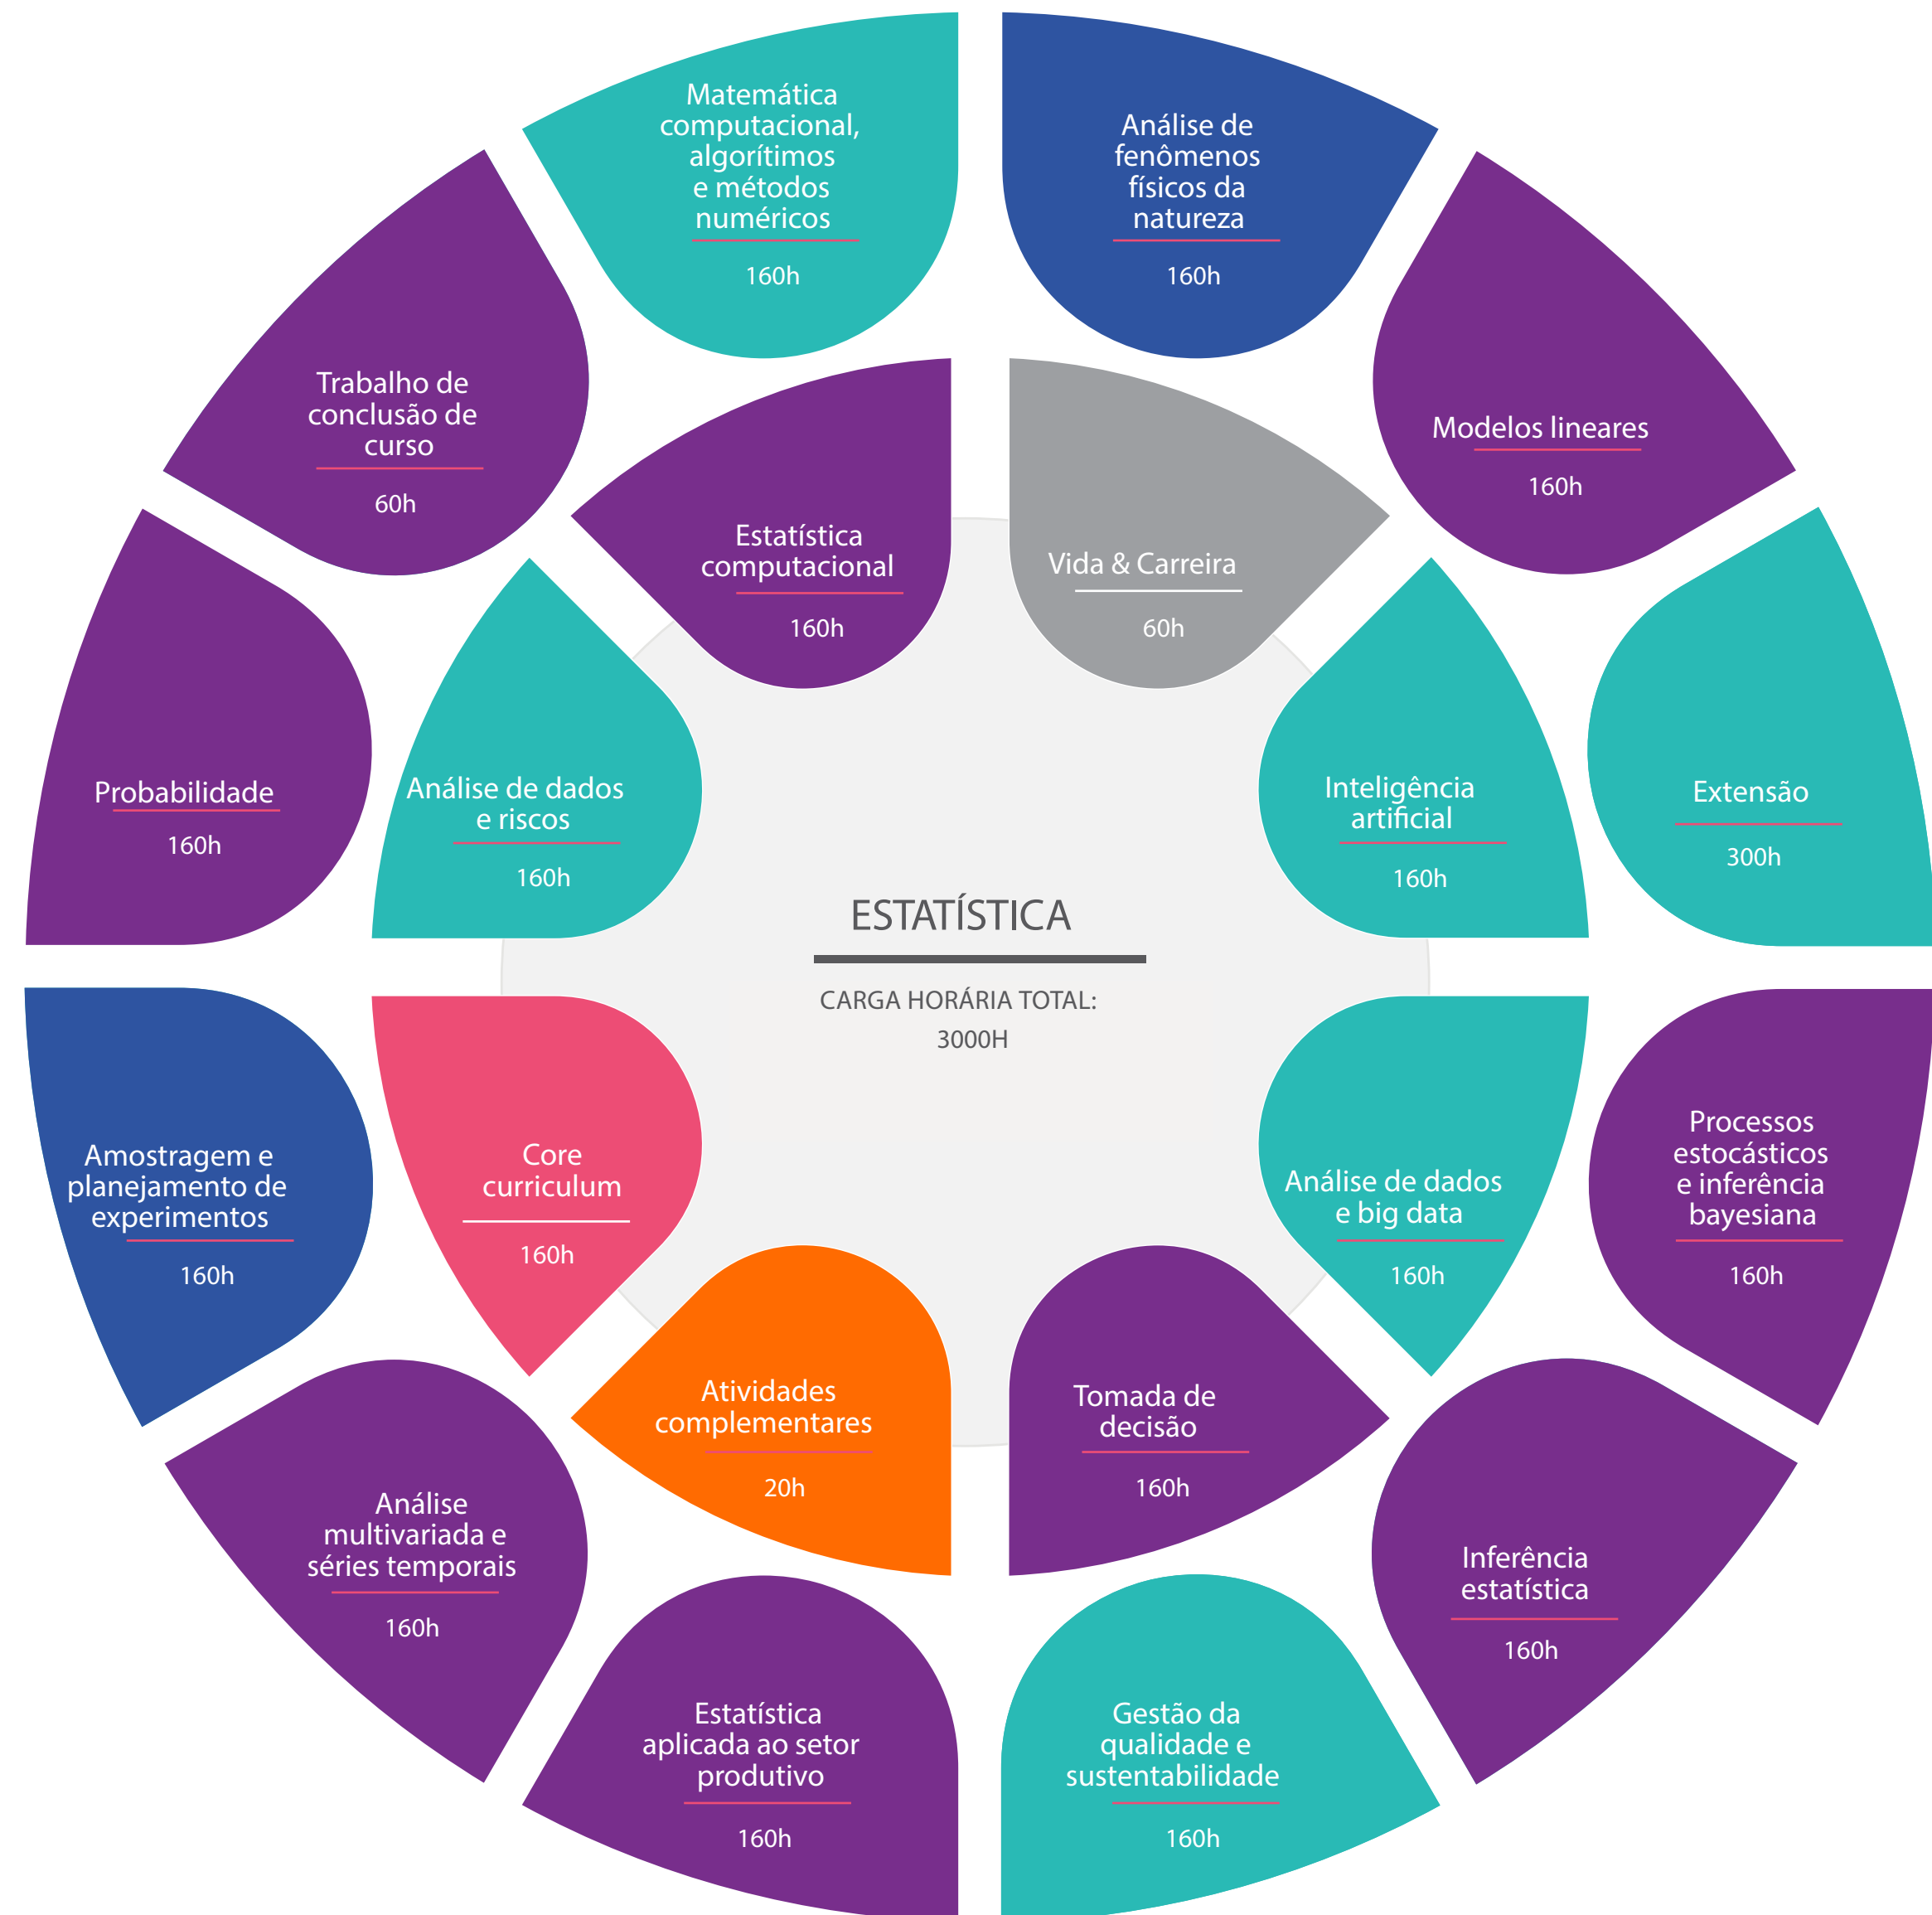 Matemática
computacional,
algorítimos
e métodos
numéricos
160h
Análise de
fenômenos
físicos da
natureza
160h
Trabalho de
conclusão de
curso
60h
Modelos lineares
160h
Estatística
computacional
160h
Vida & Carreira
60h
Probabilidade
160h
Análise de dados
e riscos
160h
Inteligência
artificial
160h
Extensão
300h
ESTATÍSTICA
CARGA HORÁRIA TOTAL:
3000H
Amostragem e
planejamento de
experimentos
160h
Core
curriculum
160h
Análise de dados
e big data
160h
Processos
estocásticos
e inferência
bayesiana
160h
Atividades
complementares
20h
Tomada de
decisão
160h
Análise
multivariada e
séries temporais
160h
Inferência
estatística
160h
Estatística
aplicada ao setor
produtivo
160h
Gestão da
qualidade e
sustentabilidade
160h